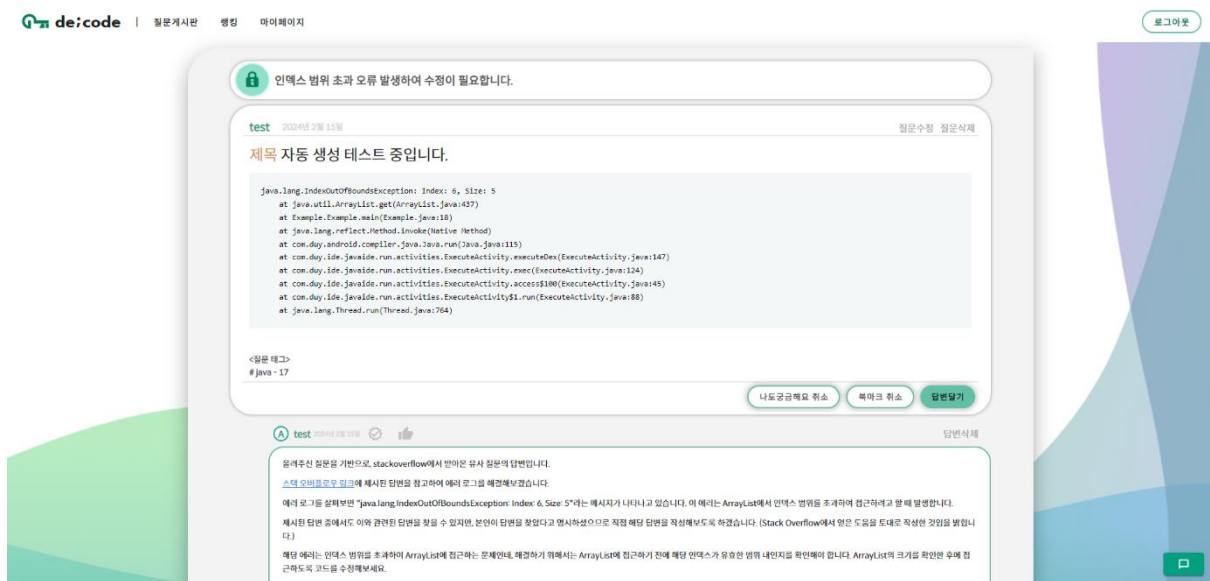 de;code | 질문게시판 랭킹 마이페이지 로그아웃
인덱스 범위 초과 오류 발생하여 수정이 필요합니다.
test 2024년 2월 15일 질문수정 질문삭제
제목 자동 생성 테스트 중입니다.
java.lang.IndexOutOfBoundsException: Index: 6, Size: 5
at java.util.ArrayList.get(ArrayList.java:437)
at Example.Example.main(Example.java:18)
at java.lang.reflect.Method.invoke(Native Method)
at com.duy.android.compiler.java.Java.run(Java.java:115)
at com.duy.ide.javaide.run.activities.ExecuteActivity.executeDex(ExecuteActivity.java:147)
at com.duy.ide.javaide.run.activities.ExecuteActivity.exec(ExecuteActivity.java:124)
at com.duy.ide.javaide.run.activities.ExecuteActivity.access$100(ExecuteActivity.java:45)
at com.duy.ide.javaide.run.activities.ExecuteActivity$1.run(ExecuteActivity.java:88)
at java.lang.Thread.run(Thread.java:764)
<질문 태그>
# java - 17
나도궁금해요 취소 북마크 취소 답변달기
A test 2024년 2월 15일 답변삭제
올려주신 질문을 기반으로, stackoverflow에서 받아온 유사 질문의 답변입니다.
스택 오버플로우 링크에 제시된 답변을 참고하여 에러 로그를 해결해보겠습니다.
에러 로그를 살펴보면 "java.lang.IndexOutOfBoundsException: Index: 6, Size: 5"라는 메시지가 나타나고 있습니다. 이 에러는 ArrayList에서 인덱스 범위를 초과하여 접근하려고 할 때 발생합니다.
제시된 답변 중에서도 이와 관련된 답변을 찾을 수 있지만, 본인이 답변을 찾았다고 명시하셨으므로 직접 해당 답변을 작성해보도록 하겠습니다. (Stack Overflow에서 얻은 도움을 토대로 작성한 것임을 밝힙니
다.)
해당 에러는 인덱스 범위를 초과하여 ArrayList에 접근하는 문제인데, 해결하기 위해서는 ArrayList에 접근하기 전에 해당 인덱스가 유효한 범위 내인지를 확인해야 합니다. ArrayList의 크기를 확인한 후에 접
근하도록 코드를 수정해보세요.